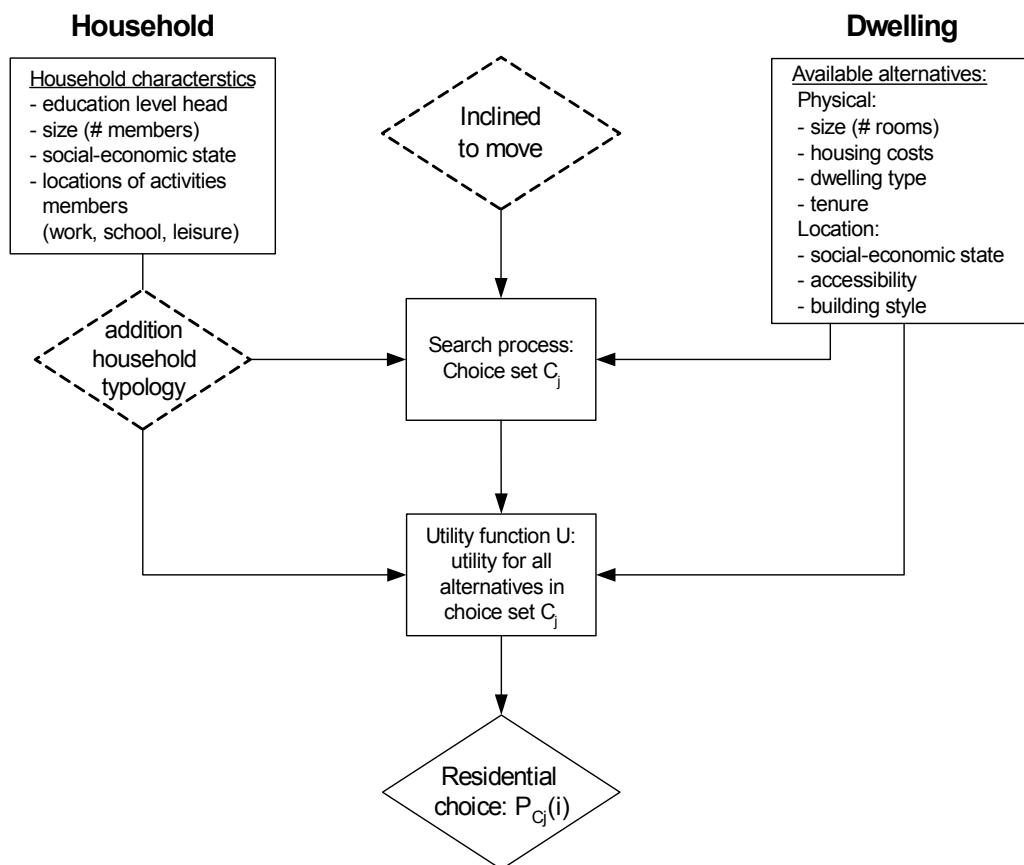 Household
Household characterstics
- education level head
- size (# members)
- social-economic state
- locations of activities
members
(work, school, leisure)
addition
household
typology
Inclined
to move
Dwelling
Available alternatives:
Physical:
- size (# rooms)
- housing costs
- dwelling type
- tenure
Location:
- social-economic state
- accessibility
- building style
Search process:
Choice set Cj
Utility function U:
utility for all
alternatives in
choice set Cj
Residential
choice: PCj(i)